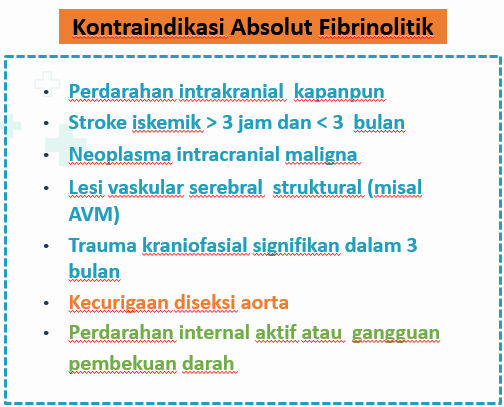 Kontraindikasi Absolut Fibrinolitik
• Perdarahan intrakranial kapanpun
• Stroke iskemik > 3 jam dan < 3 bulan
• Neoplasma intracranial maligna
• Lesi vaskular serebral struktural (misal
AVM)
• Trauma kraniofasial signifikan dalam 3
bulan
• Kecurigaan diseksi aorta
• Perdarahan internal aktif atau gangguan
pembekuan darah